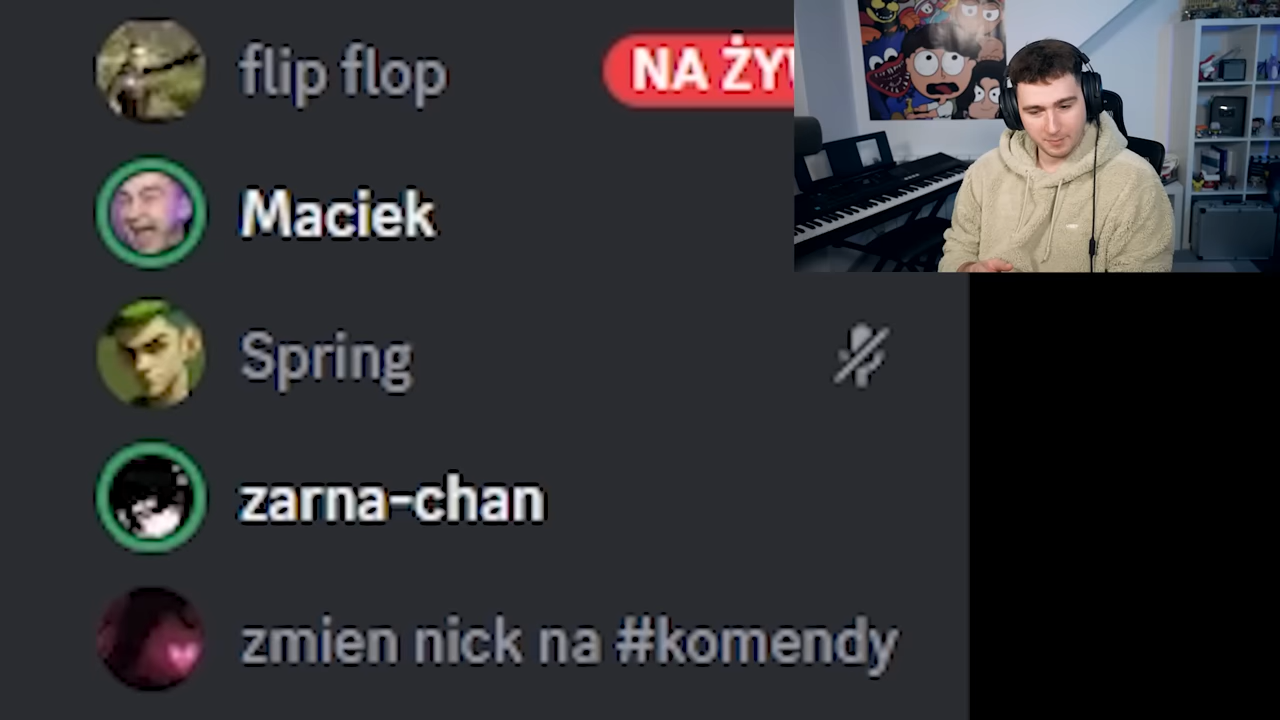 flip flop
NA ŻY
Maciek
Spring
zarna-chan
zmien nick na #komendy